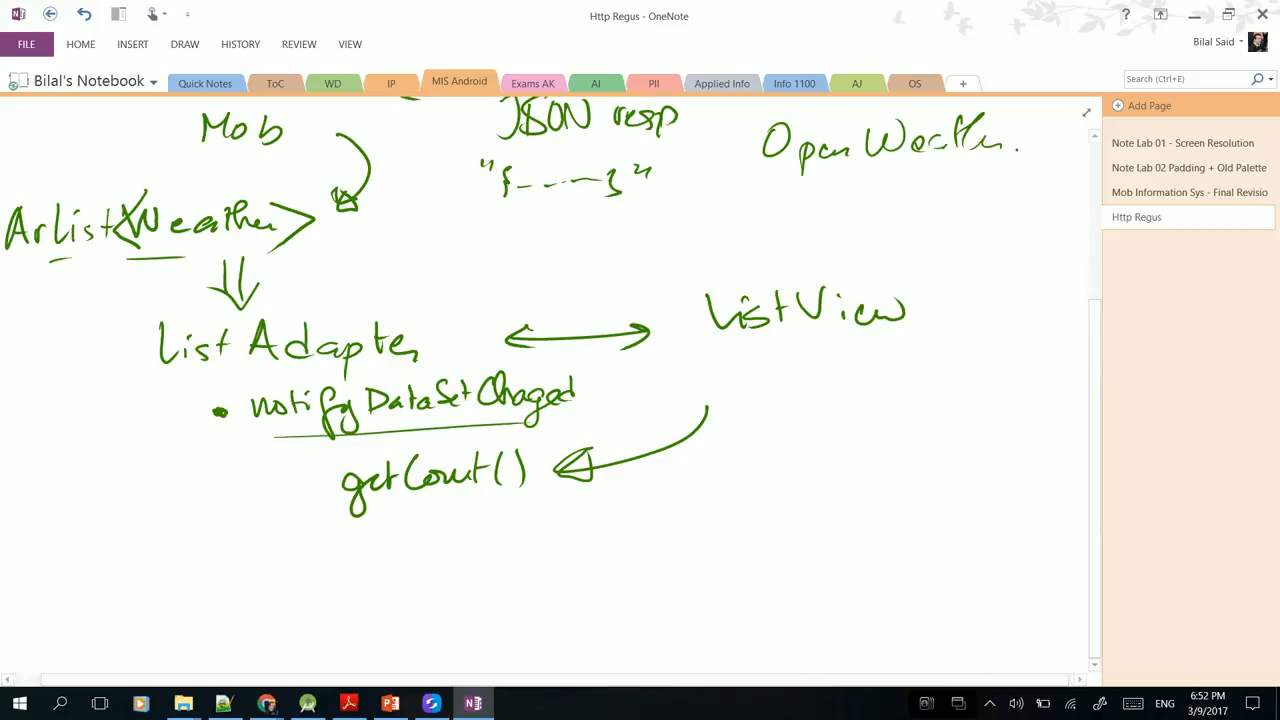 Http Regus - OneNote
Bilal Said
FILE HOME INSERT DRAW HISTORY REVIEW VIEW
Bilal's Notebook
Quick Notes ToC WD IP MIS Android Exams AK AI PII Applied Info Info 1100 AJ OS
Search (Ctrl+E)
Add Page
Note Lab 01 - Screen Resolution
Note Lab 02 Padding + Old Palette
Mob Information Sys - Final Revisio
Http Regus
Mob
JSON resp
OpenWeather.
"{-----}"
ArList<Weather>
ListAdapter
ListView
• notifyDataSetChaged
getCount()
ENG
6:52 PM
3/9/2017